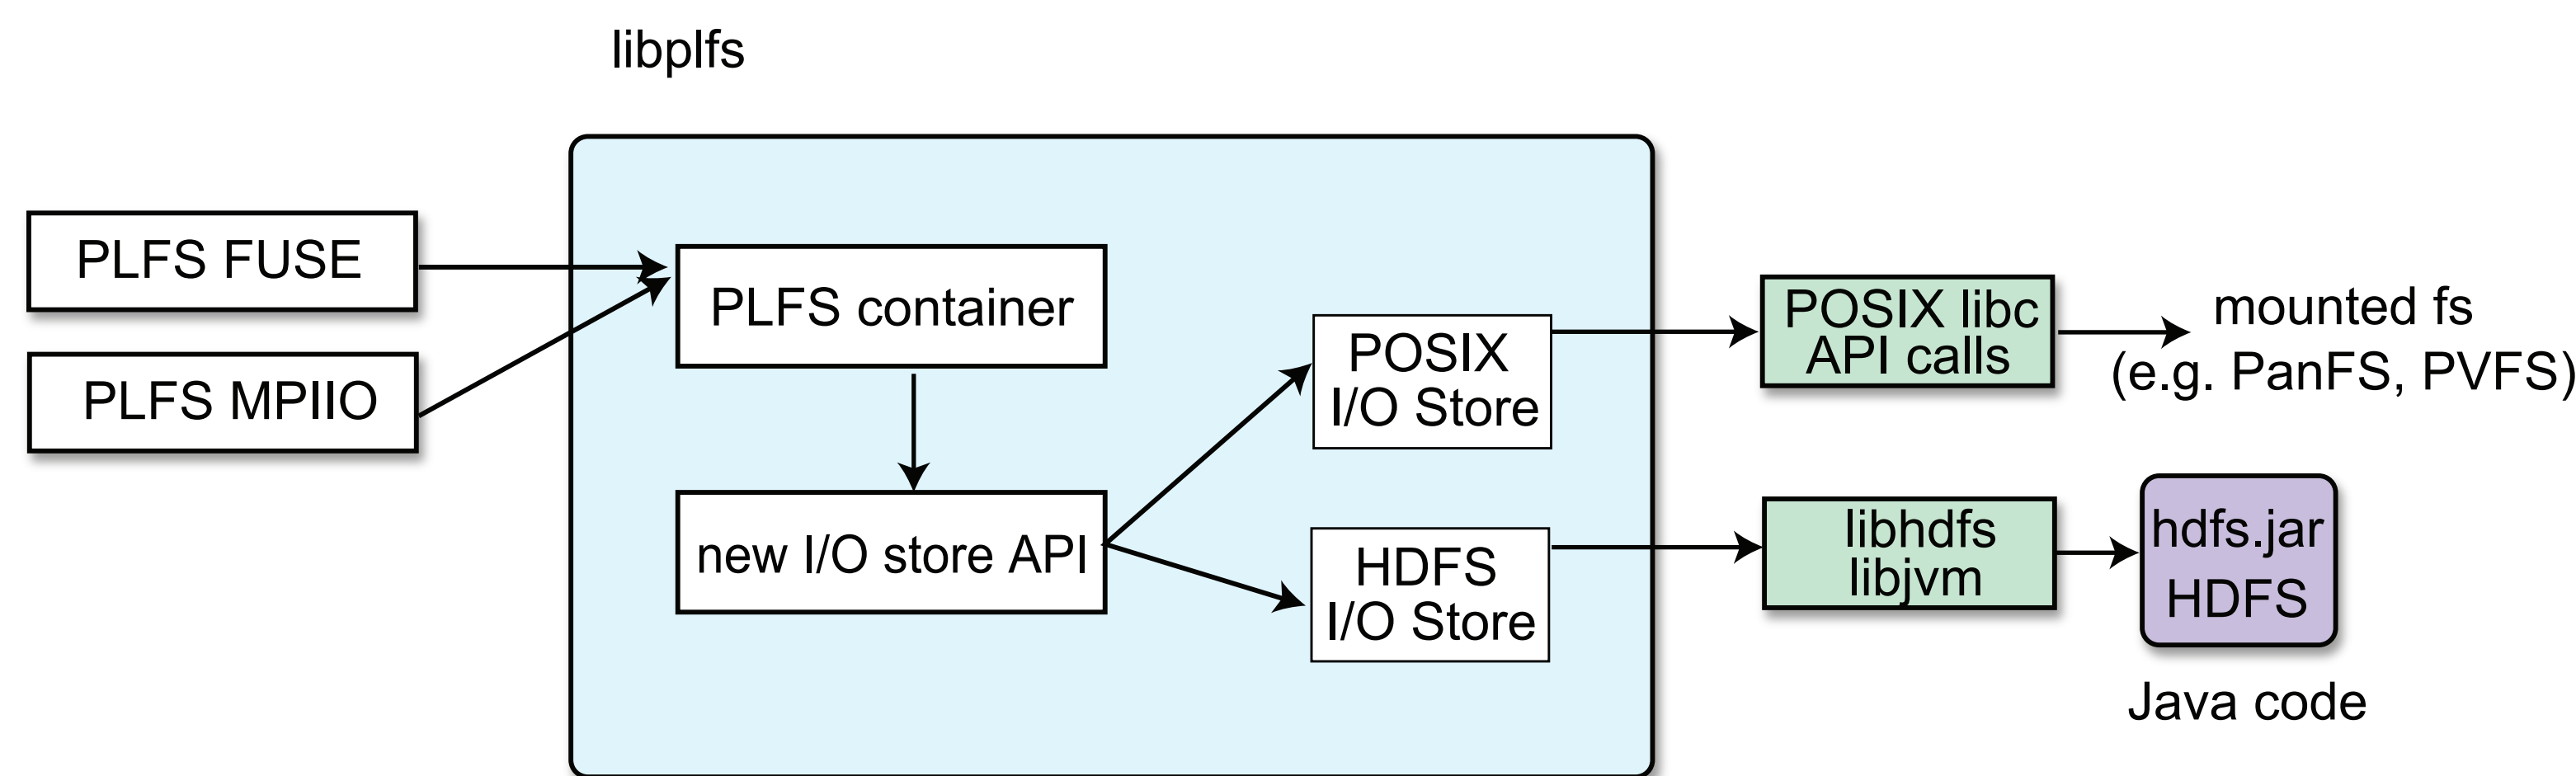 libplfs
PLFS FUSE
PLFS MPIIO
PLFS container
new I/O store API
POSIX
I/O Store
HDFS
I/O Store
POSIX libc
API calls
mounted fs
(e.g. PanFS, PVFS)
libhdfs
libjvm
hdfs.jar
HDFS
Java code